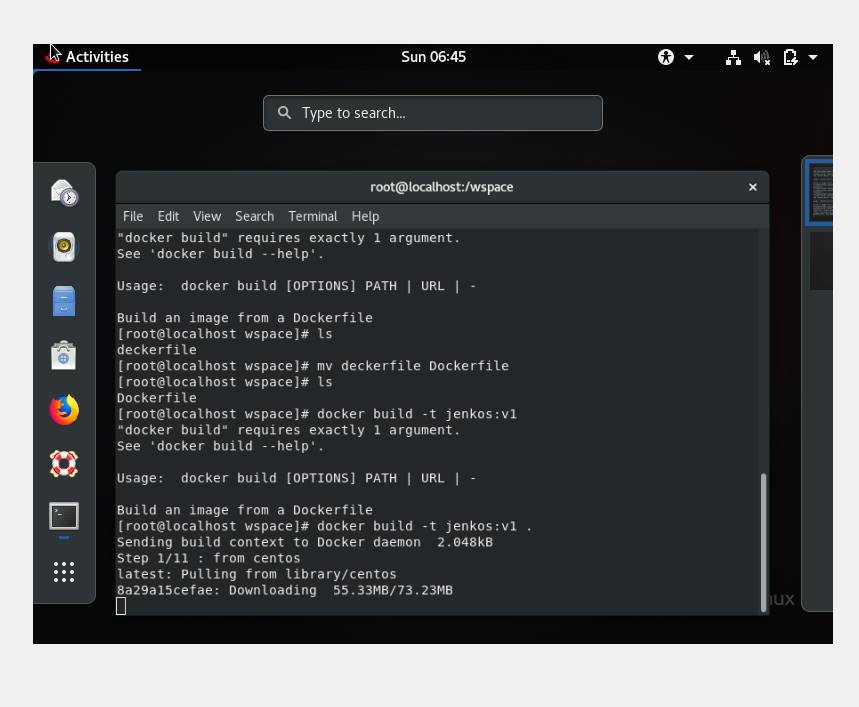 Activities
Sun 06:45
Type to search...
root@localhost:/wspace
File Edit View Search Terminal Help
"docker build" requires exactly 1 argument.
See 'docker build --help'.
Usage:  docker build [OPTIONS] PATH | URL | -
Build an image from a Dockerfile
[root@localhost wspace]# ls
deckerfile
[root@localhost wspace]# mv deckerfile Dockerfile
[root@localhost wspace]# ls
Dockerfile
[root@localhost wspace]# docker build -t jenkos:v1
"docker build" requires exactly 1 argument.
See 'docker build --help'.
Usage:  docker build [OPTIONS] PATH | URL | -
Build an image from a Dockerfile
[root@localhost wspace]# docker build -t jenkos:v1 .
Sending build context to Docker daemon  2.048kB
Step 1/11 : from centos
latest: Pulling from library/centos
8a29a15cefae: Downloading  55.33MB/73.23MB